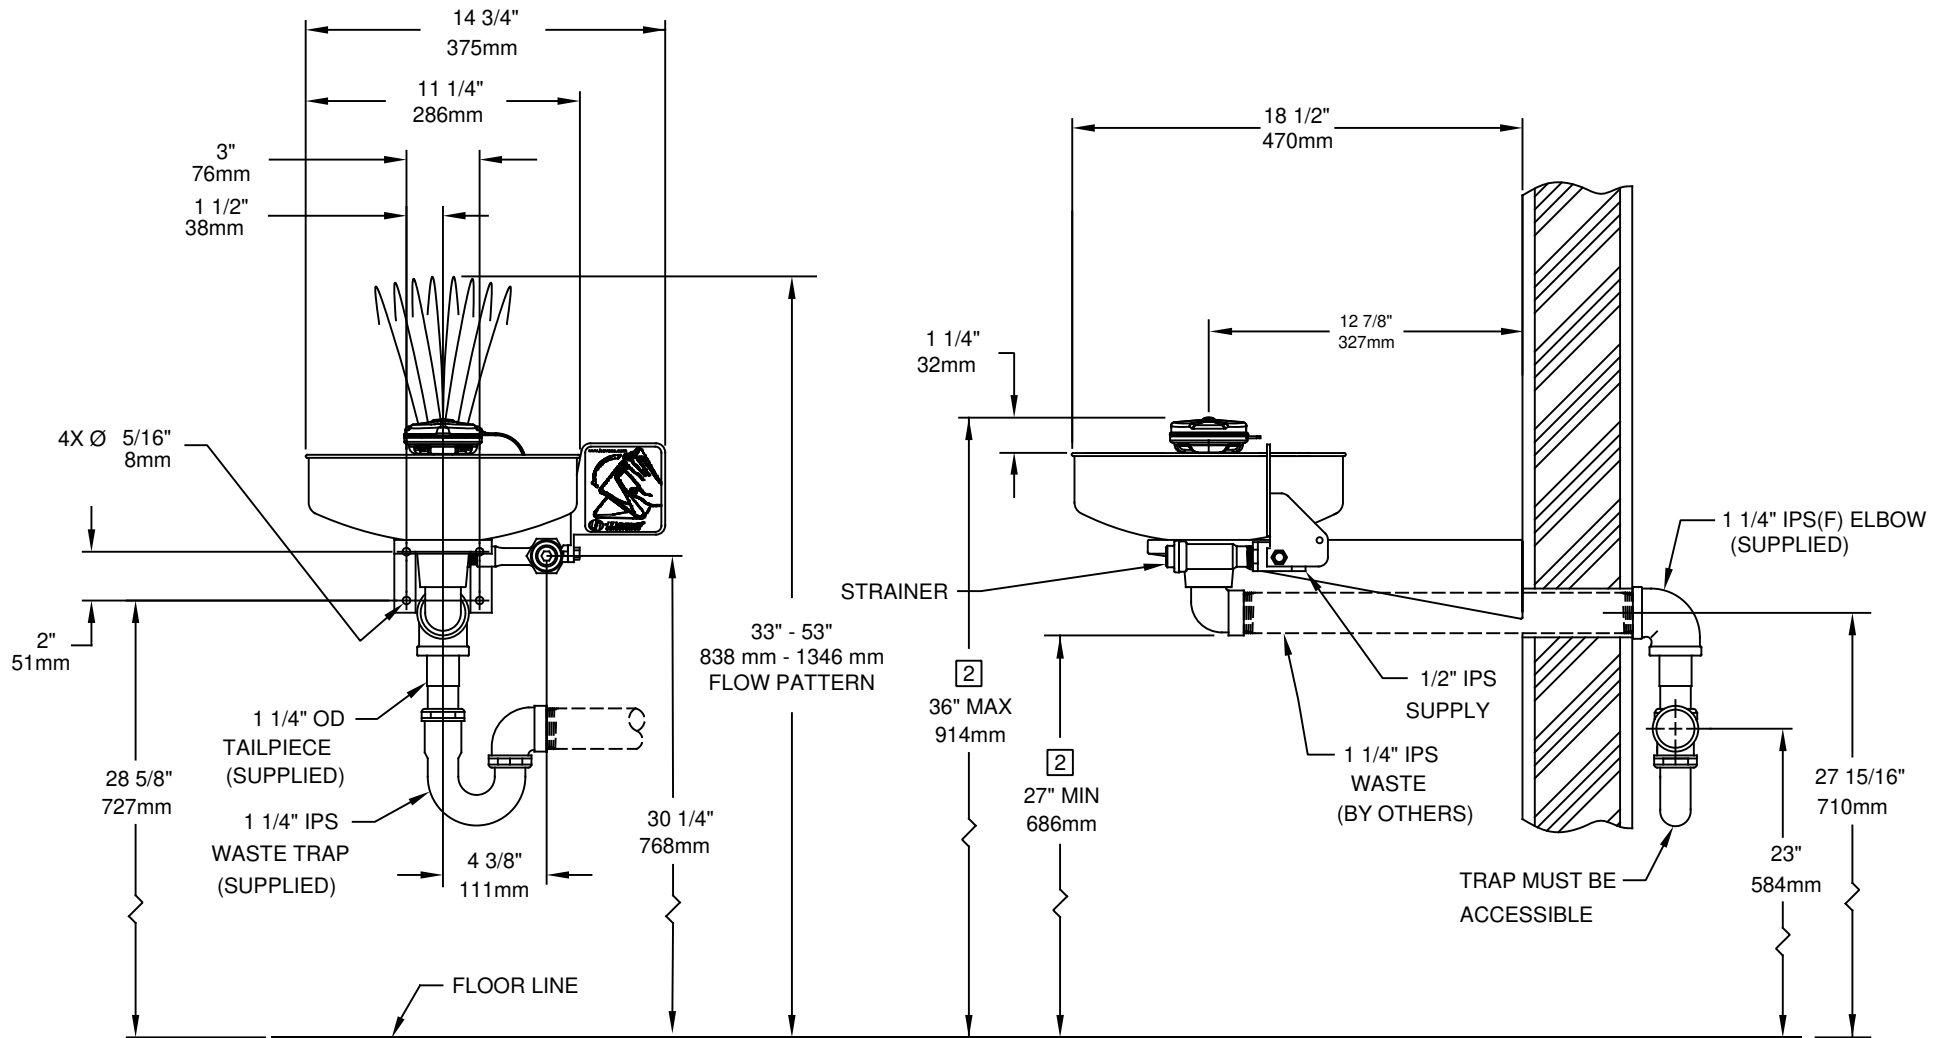 14 3/4"
375mm
11 1/4"
286mm
3"
76mm
1 1/2"
38mm
4X Ø 5/16"
8mm
2"
51mm
28 5/8"
727mm
1 1/4" OD
TAILPIECE
(SUPPLIED)
1 1/4" IPS
WASTE TRAP
(SUPPLIED)
4 3/8"
111mm
30 1/4"
768mm
33" - 53"
838 mm - 1346 mm
FLOW PATTERN
FLOOR LINE
18 1/2"
470mm
12 7/8"
327mm
1 1/4"
32mm
STRAINER
2
36" MAX
914mm
2
27" MIN
686mm
1/2" IPS
SUPPLY
1 1/4" IPS
WASTE
(BY OTHERS)
1 1/4" IPS(F) ELBOW
(SUPPLIED)
TRAP MUST BE
ACCESSIBLE
23"
584mm
27 15/16"
710mm